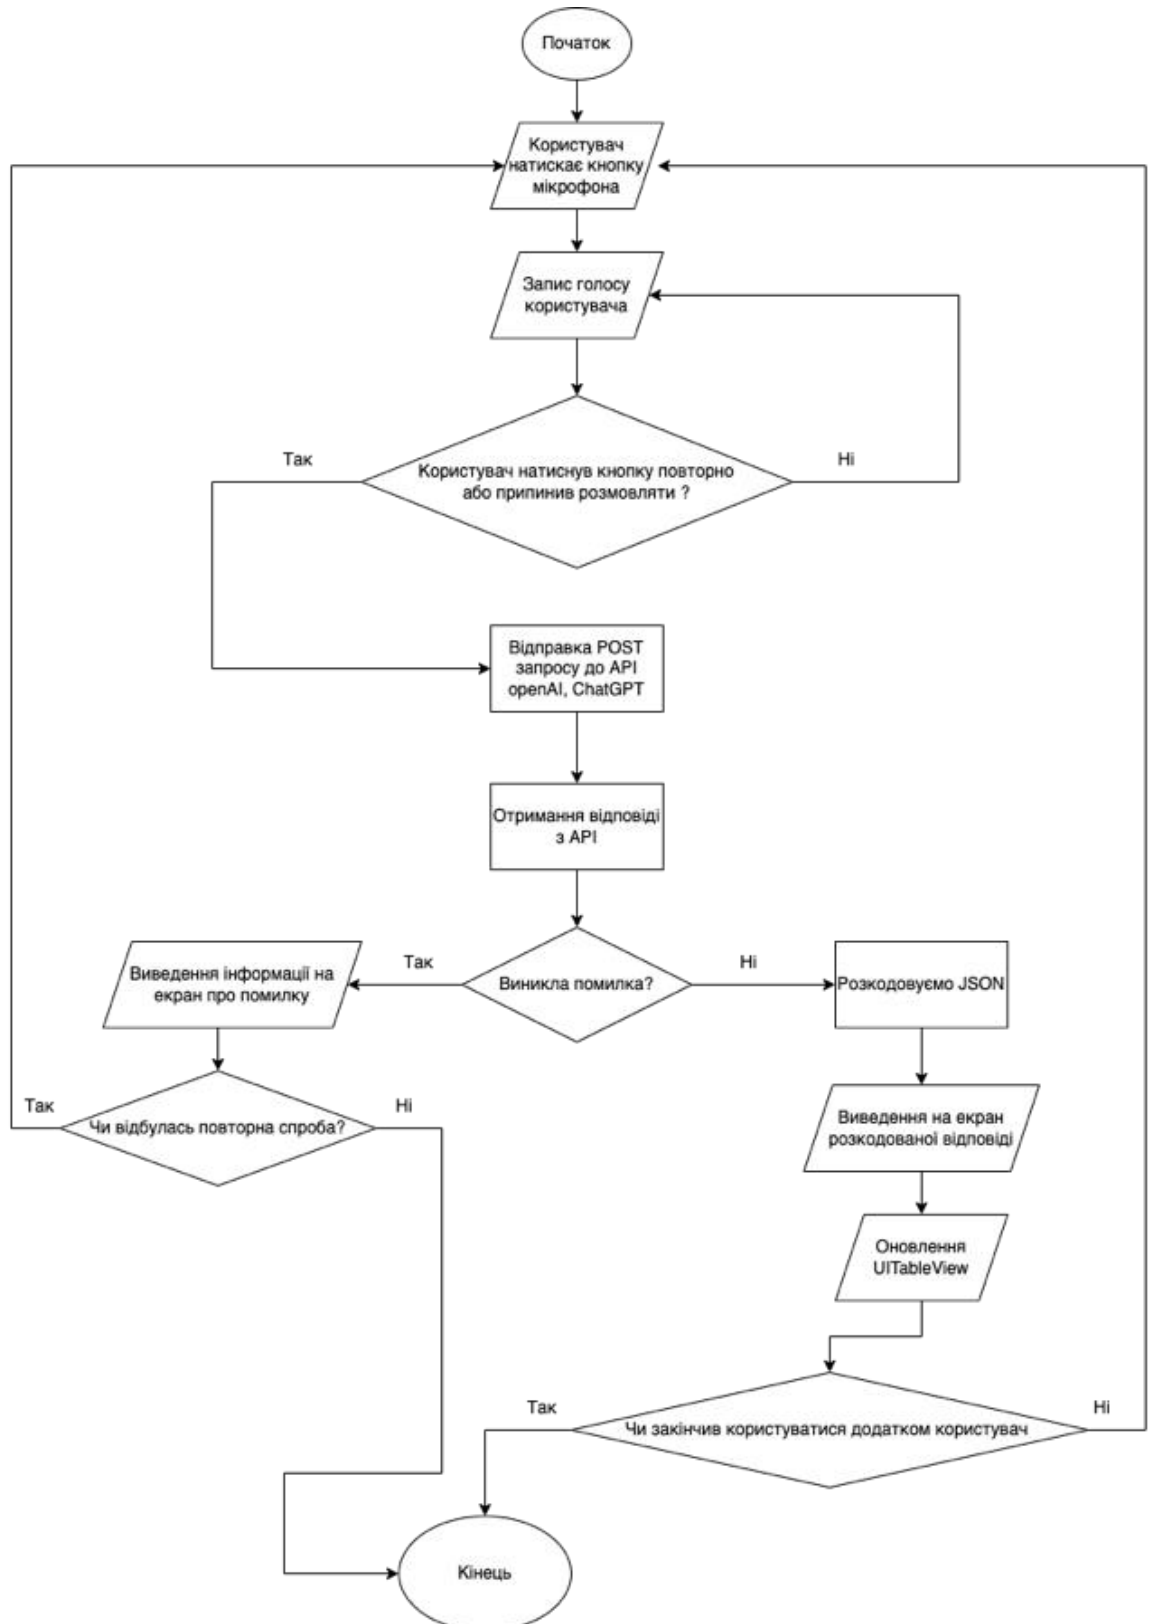 Початок
Користувач
натискає кнопку
мікрофона
Запис голосу
користувача
Так
Ні
Користувач натиснув кнопку повторно
або припинив розмовляти ?
Відправка POST
запросу до API
openAI, ChatGPT
Отримання відповіді
з API
Виведення інформації на
екран про помилку
Так
Виникла помилка?
Ні
Розкодовуємо JSON
Так
Чи відбулась повторна спроба?
Ні
Виведення на екран
розкодованої відповіді
Оновлення
UITableView
Так
Чи закінчив користуватися додатком користувач
Ні
Кінець